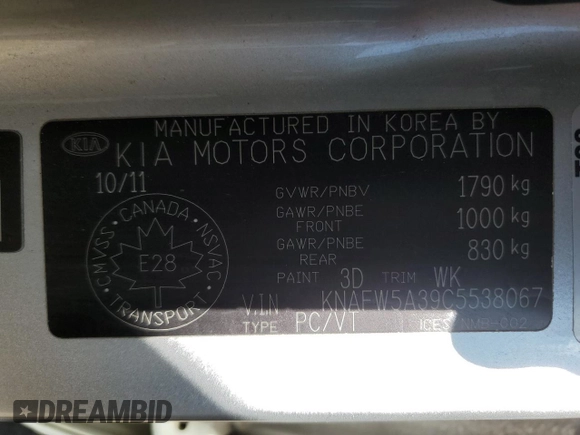 MANUFACTURED IN KOREA BY
KIA KIA MOTORS CORPORATION
10/11
GVWR/PNBV 1790 kg
GAWR/PNBE FRONT 1000 kg
GAWR/PNBE REAR 830 kg
PAINT 3D TRIM WK
V.I.N KNAFW5A39C5538067
TYPE PC/VT
CANADA
CMVSS NSVAC
E28
TRANSPORT
DREAMBID